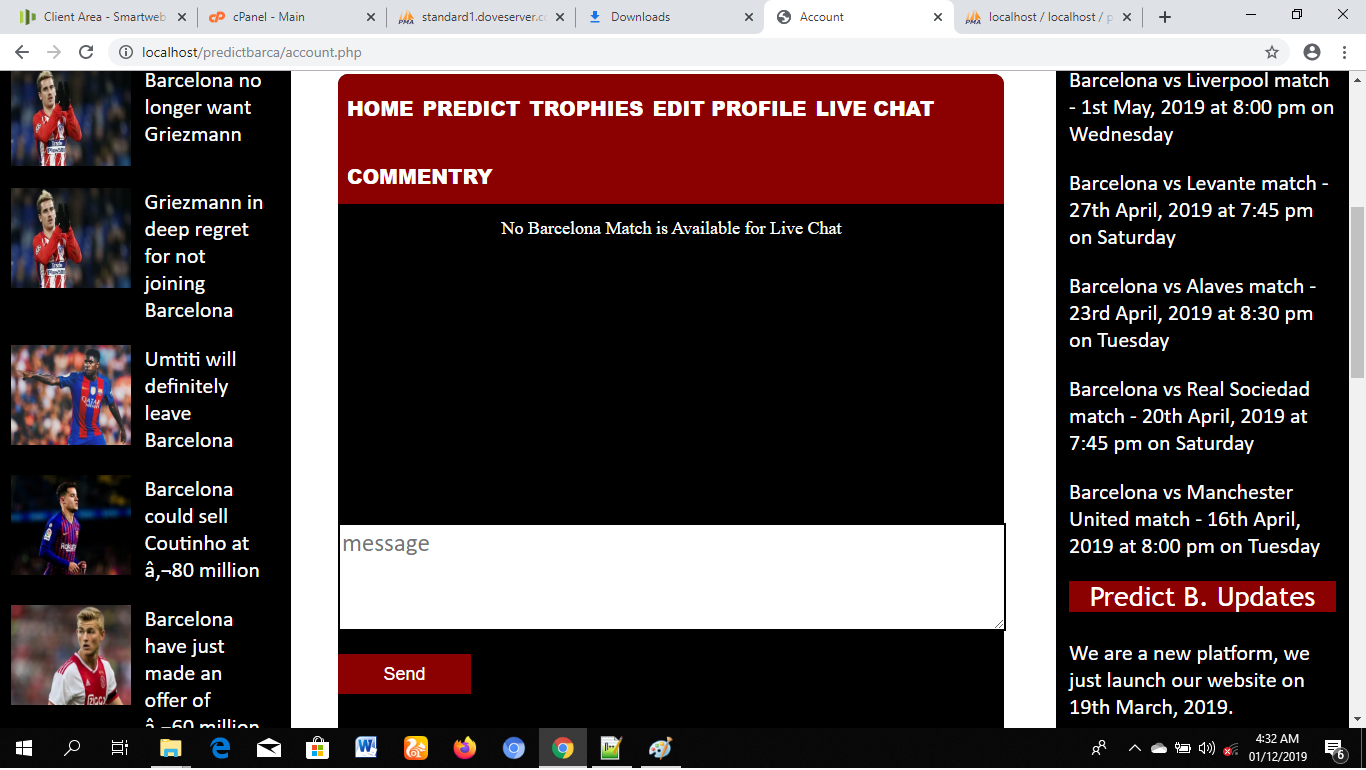 Client Area - Smartweb
cPanel - Main
standard1.doveserver.c
Downloads
Account
localhost / localhost / p
localhost/predictbarca/account.php
Barcelona no
longer want
Griezmann
Griezmann in
deep regret
for not
joining
Barcelona
Umtiti will
definitely
leave
Barcelona
Barcelona
could sell
Coutinho at
â‚¬80 million
Barcelona
have just
made an
offer of
â‚¬60 million
HOME PREDICT TROPHIES EDIT PROFILE LIVE CHAT
COMMENTRY
No Barcelona Match is Available for Live Chat
message
Send
Barcelona vs Liverpool match
- 1st May, 2019 at 8:00 pm on
Wednesday
Barcelona vs Levante match -
27th April, 2019 at 7:45 pm
on Saturday
Barcelona vs Alaves match -
23rd April, 2019 at 8:30 pm
on Tuesday
Barcelona vs Real Sociedad
match - 20th April, 2019 at
7:45 pm on Saturday
Barcelona vs Manchester
United match - 16th April,
2019 at 8:00 pm on Tuesday
Predict B. Updates
We are a new platform, we
just launch our website on
19th March, 2019.
4:32 AM
01/12/2019
6